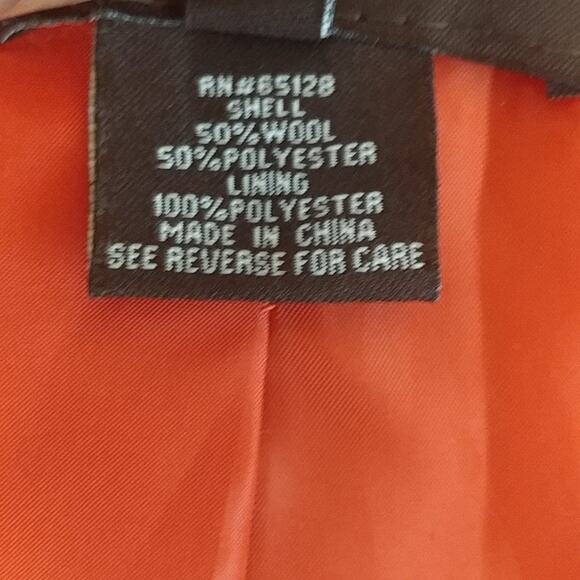 RN#65128
SHELL
50%WOOL
50%POLYESTER
LINING
100%POLYESTER
MADE IN CHINA
SEE REVERSE FOR CARE